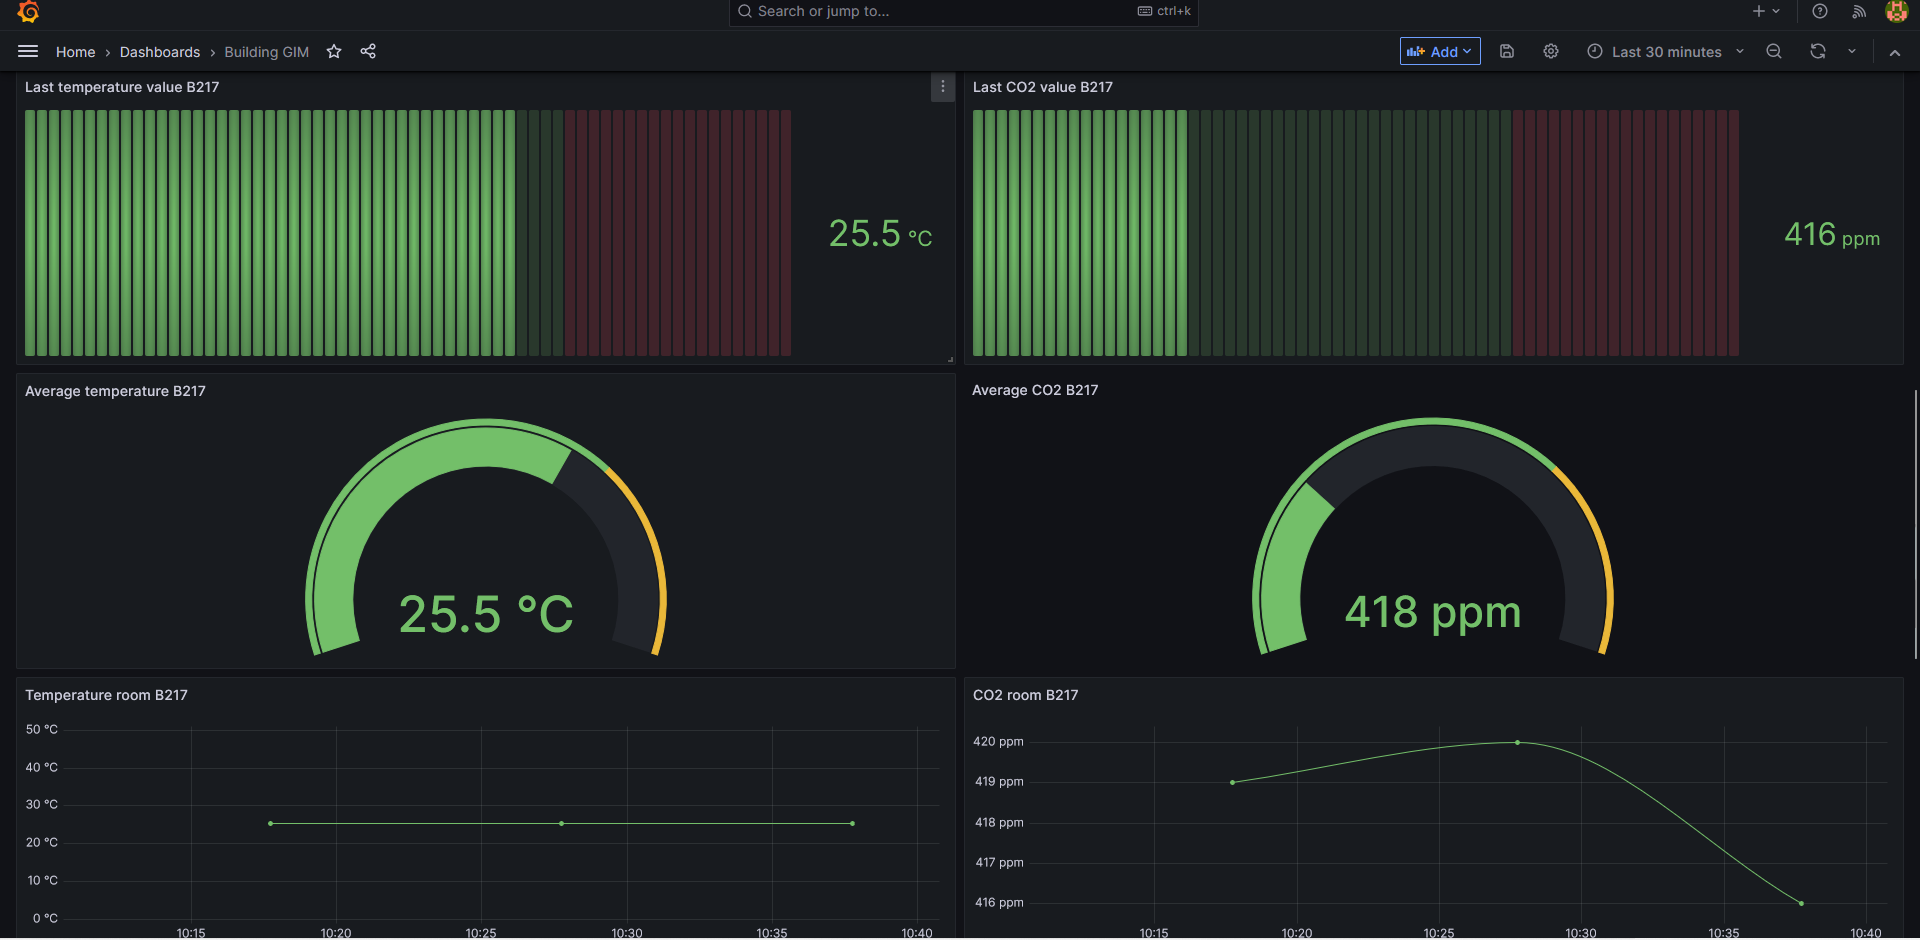 Search or jump to...
ctrl+k
Home › Dashboards › Building GIM
Add
Last 30 minutes
Last temperature value B217
25.5 °C
Last CO2 value B217
416 ppm
Average temperature B217
25.5 °C
Average CO2 B217
418 ppm
Temperature room B217
50 °C
40 °C
30 °C
20 °C
10 °C
0 °C
10:15 10:20 10:25 10:30 10:35 10:40
CO2 room B217
420 ppm
419 ppm
418 ppm
417 ppm
416 ppm
10:15 10:20 10:25 10:30 10:35 10:40